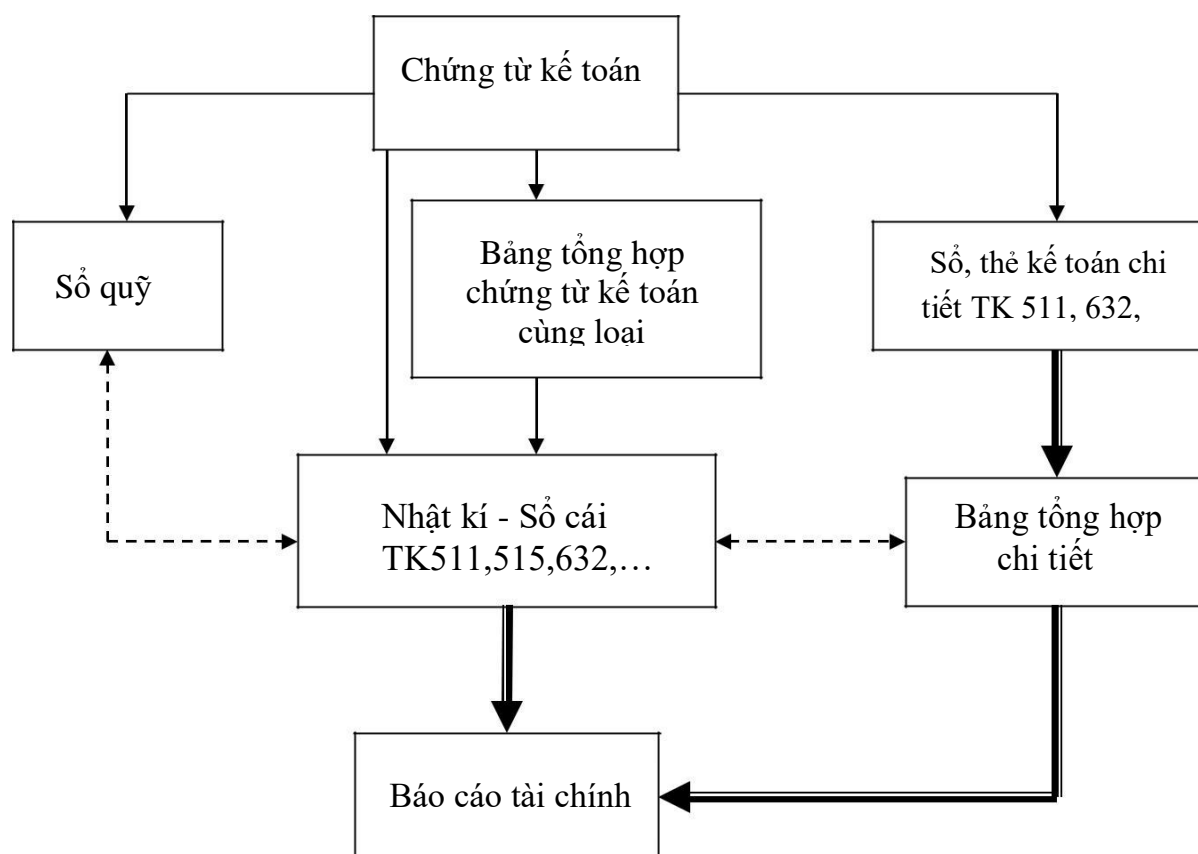 Chứng từ kế toán
Sổ quỹ
Bảng tổng hợp
chứng từ kế toán
cùng loại
Sổ, thẻ kế toán chi
tiết TK 511, 632,
Nhật kí - Sổ cái
TK511,515,632,…
Bảng tổng hợp
chi tiết
Báo cáo tài chính